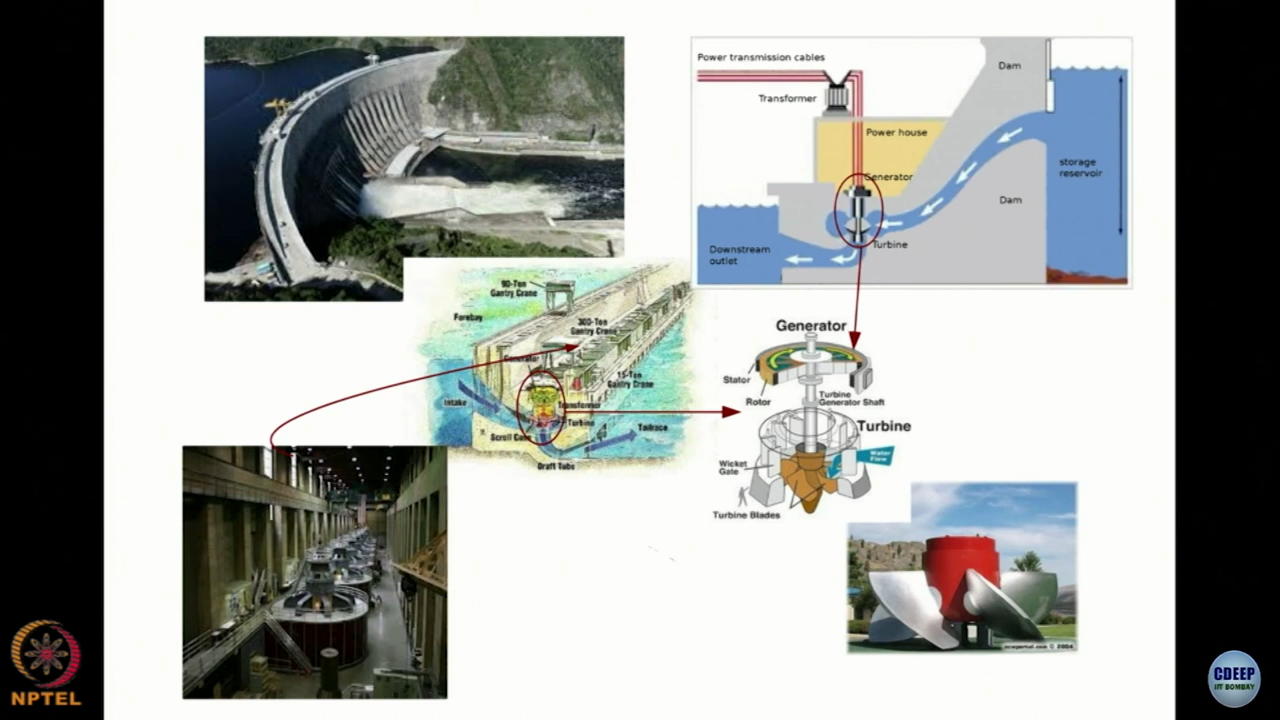 Power transmission cables
Transformer
Dam
Power house
Generator
storage
reservoir
Dam
Turbine
Downstream
outlet
90-Ton
Gantry Crane
Forebay
300-Ton
Gantry Crane
Generator
15-Ton
Gantry Crane
Intake
Transformer
Turbine
Scroll Case
Tailrace
Draft Tube
Generator
Stator
Rotor
Turbine
Generator Shaft
Turbine
Water
Flow
Wicket
Gate
Turbine Blades
© 2004
NPTEL
CDEEP
IIT BOMBAY